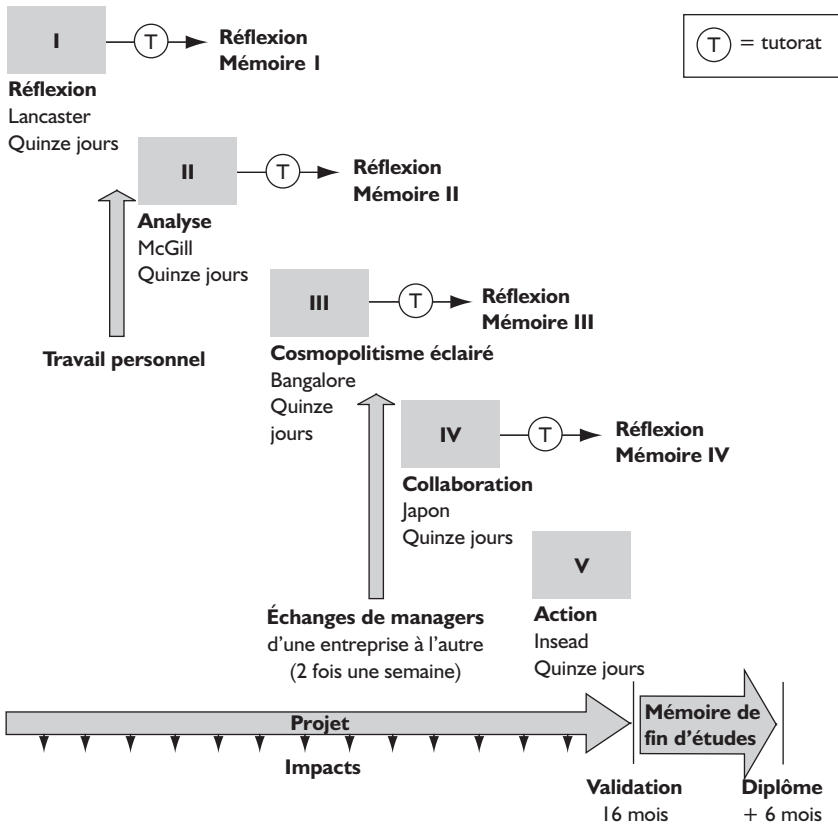 I
T
Réflexion
Mémoire I
T = tutorat
Réflexion
Lancaster
Quinze jours
II
T
Réflexion
Mémoire II
Analyse
McGill
Quinze jours
Travail personnel
III
T
Réflexion
Mémoire III
Cosmopolitisme éclairé
Bangalore
Quinze
jours
IV
T
Réflexion
Mémoire IV
Collaboration
Japon
Quinze jours
Échanges de managers
d'une entreprise à l'autre
(2 fois une semaine)
V
Action
Insead
Quinze jours
Projet
Impacts
Mémoire de
fin d'études
Validation
16 mois
Diplôme
+ 6 mois